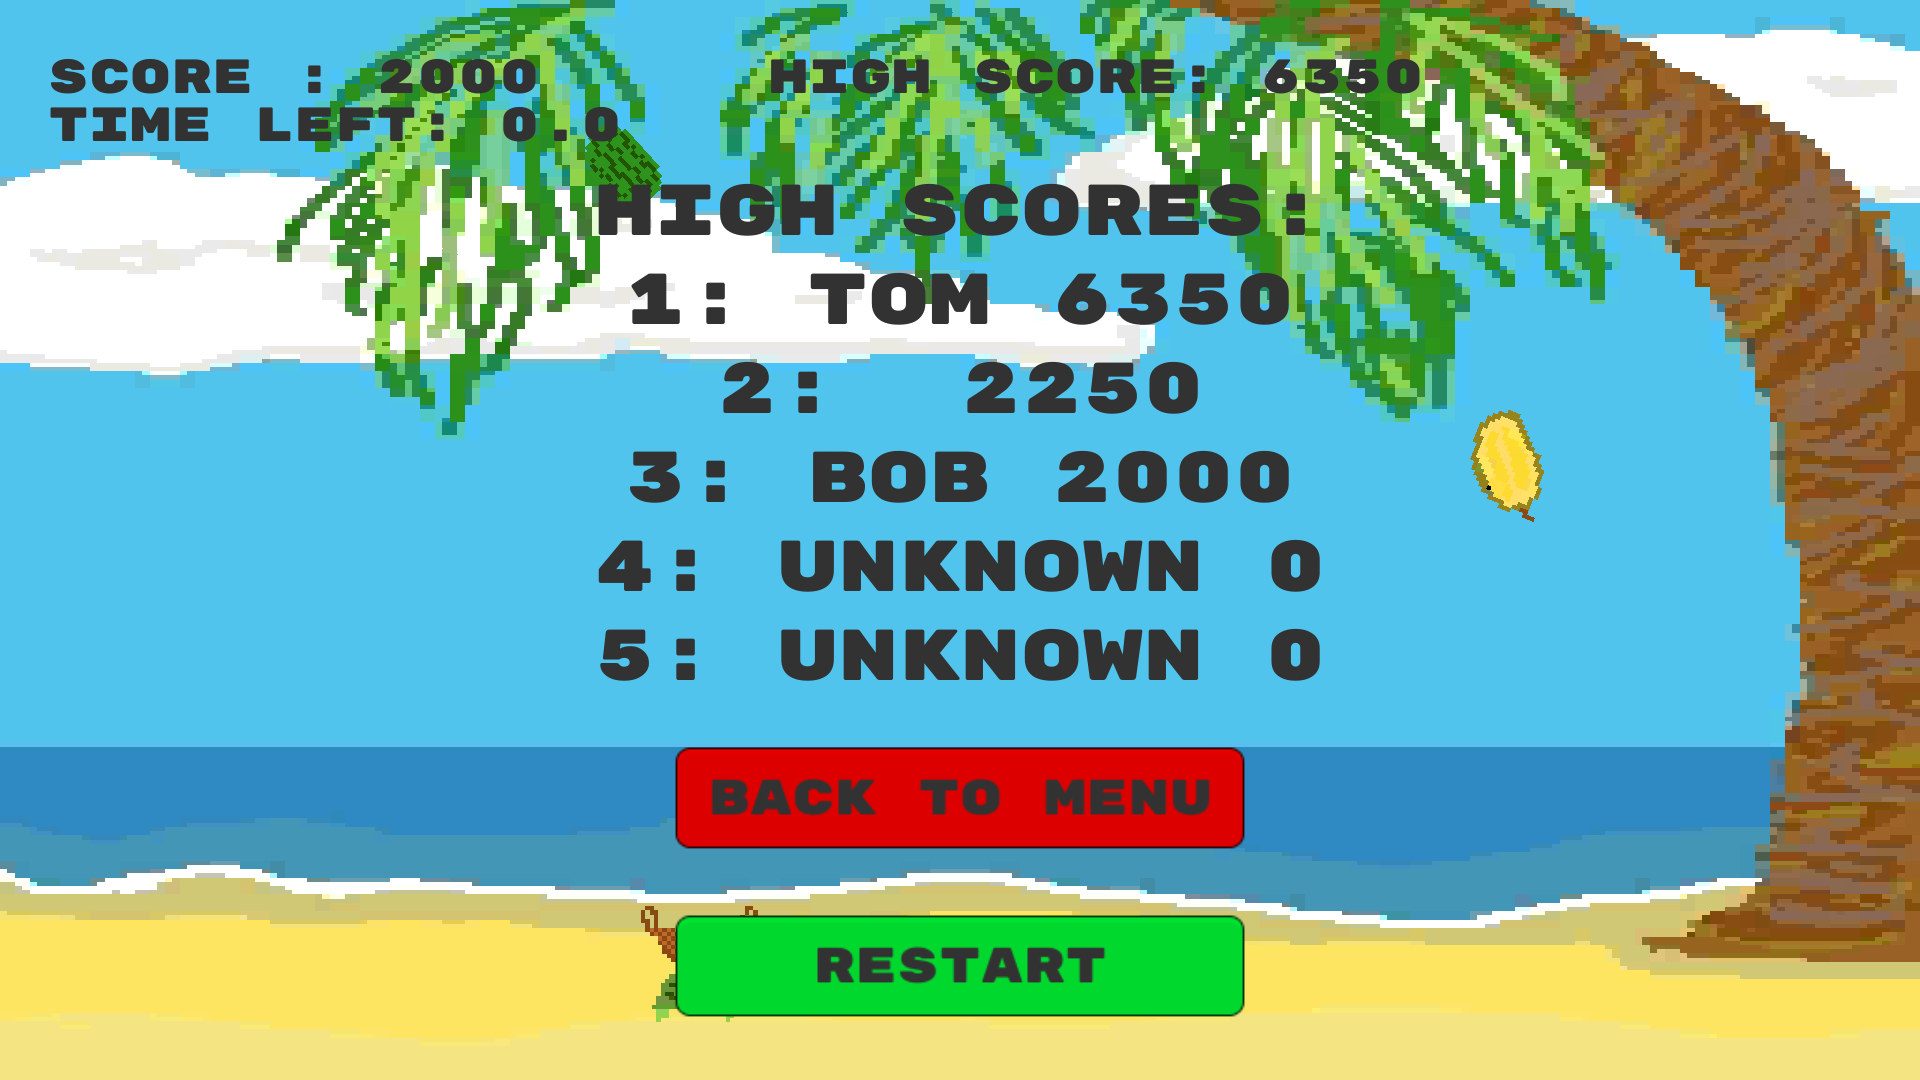 SCORE : 2000
HIGH SCORE: 6350
TIME LEFT: 0.0
HIGH SCORES:
1: TOM 6350
2: 2250
3: BOB 2000
4: UNKNOWN 0
5: UNKNOWN 0
BACK TO MENU
RESTART